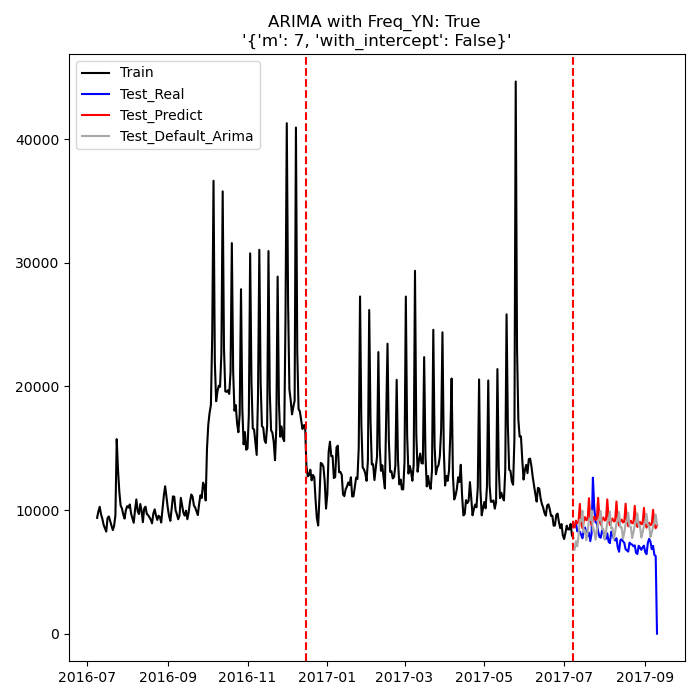 ARIMA with Freq_YN: True
'{'m': 7, 'with_intercept': False}'
Train
Test_Real
Test_Predict
Test_Default_Arima
40000
30000
20000
10000
0
2016-07 2016-09 2016-11 2017-01 2017-03 2017-05 2017-07 2017-09